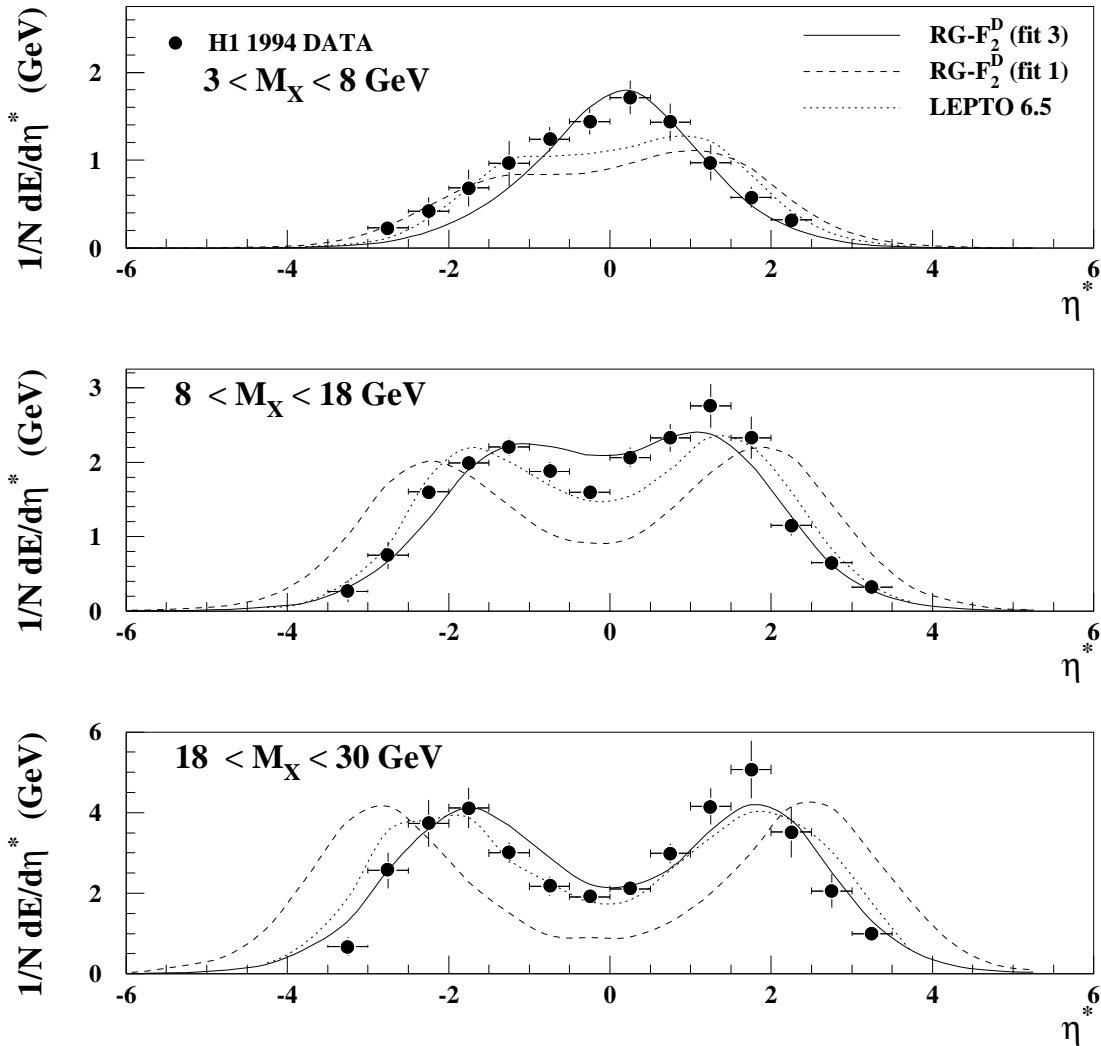 H1 1994 DATA
3 < M_X < 8 GeV
RG-F_2^D (fit 3)
RG-F_2^D (fit 1)
LEPTO 6.5
1/N dE/dη* (GeV)
2
1
0
-6 -4 -2 0 2 4 6
η*
8 < M_X < 18 GeV
1/N dE/dη* (GeV)
3
2
1
0
-6 -4 -2 0 2 4 6
η*
18 < M_X < 30 GeV
1/N dE/dη* (GeV)
6
4
2
0
-6 -4 -2 0 2 4 6
η*